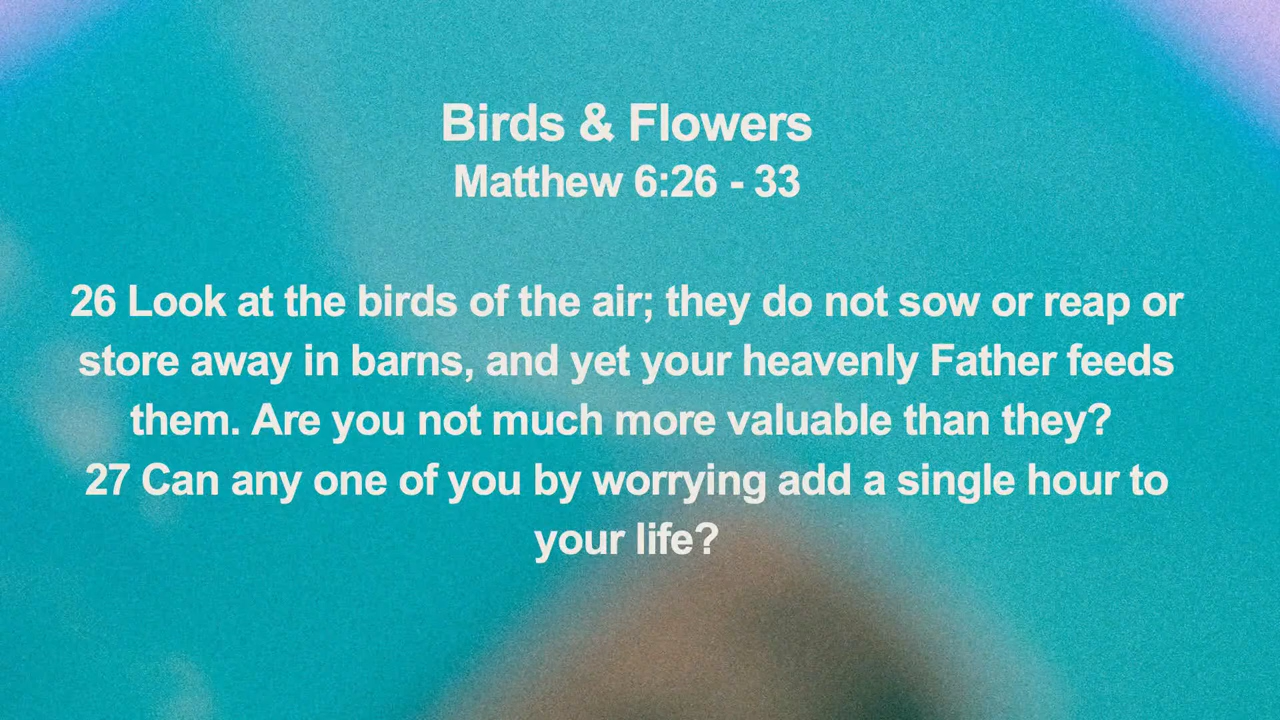 Birds & Flowers
Matthew 6:26 - 33
26 Look at the birds of the air; they do not sow or reap or
store away in barns, and yet your heavenly Father feeds
them. Are you not much more valuable than they?
27 Can any one of you by worrying add a single hour to
your life?